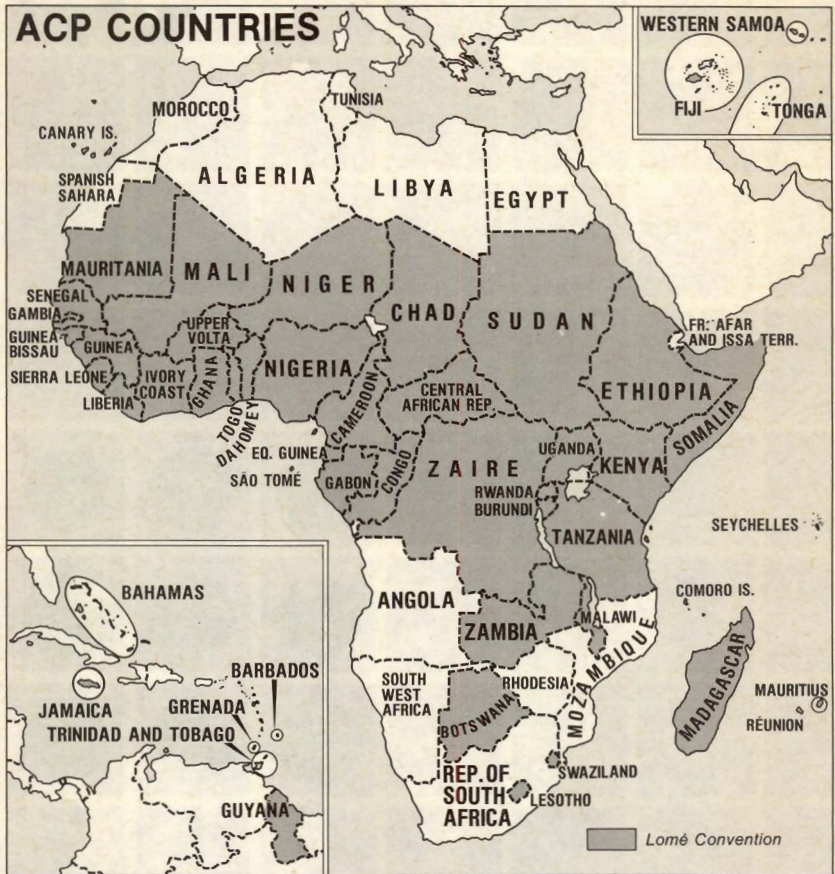 ACP COUNTRIES
WESTERN SAMOA
FIJI
TONGA
MOROCCO
TUNISIA
CANARY IS.
ALGERIA
LIBYA
EGYPT
SPANISH
SAHARA
MAURITANIA
MALI
NIGER
CHAD
SUDAN
SENEGAL
GAMBIA
GUINEA
BISSAU
GUINEA
UPPER
VOLTA
FR. AFAR
AND ISSA TERR.
SIERRA LEONE
IVORY
COAST
GHANA
NIGERIA
LIBERIA
TOGO
DAHOMEY
CAMEROON
CENTRAL
AFRICAN REP.
ETHIOPIA
SOMALIA
EQ. GUINEA
SÃO TOMÉ
GABON
CONGO
ZAIRE
UGANDA
KENYA
RWANDA
BURUNDI
TANZANIA
SEYCHELLES
COMORO IS.
ANGOLA
ZAMBIA
MALAWI
MOZAMBIQUE
MADAGASCAR
MAURITIUS
RÉUNION
SOUTH
WEST
AFRICA
RHODESIA
BOTSWANA
SWAZILAND
LESOTHO
REP. OF
SOUTH
AFRICA
BAHAMAS
JAMAICA
BARBADOS
GRENADA
TRINIDAD AND TOBAGO
GUYANA
Lomé Convention